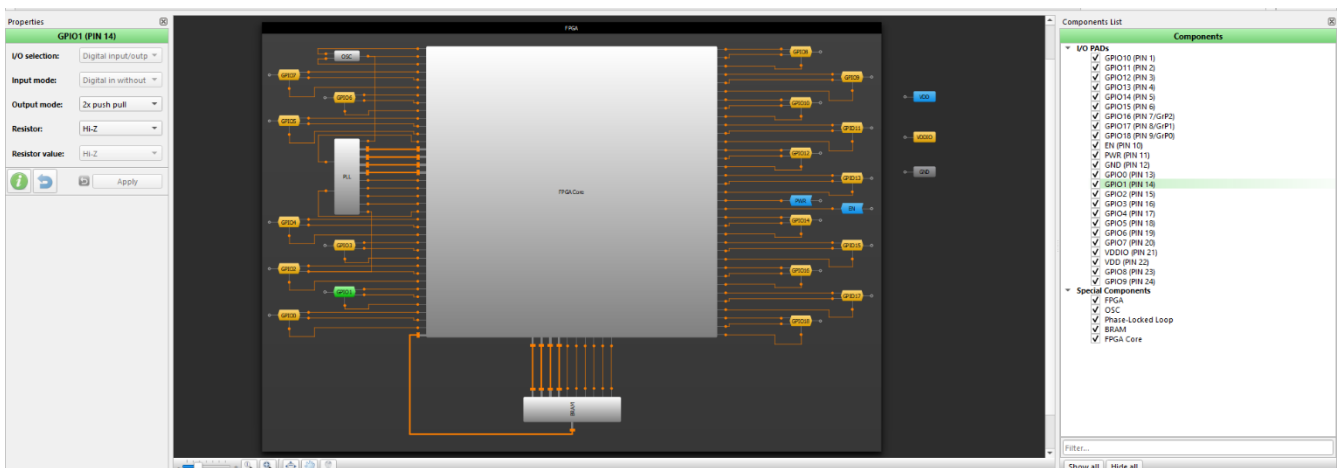 Properties
GPIO1 (PIN 14)
I/O selection: Digital input/outp
Input mode: Digital in without
Output mode: 2x push pull
Resistor: Hi-Z
Resistor value: Hi-Z
Apply
FPGA
OSC
GPIO7
GPIO6
GPIO5
PLL
GPIO4
GPIO3
GPIO2
GPIO1
GPIO0
FPGA Core
BRAM
GPIO8
GPIO9
GPIO10
GPIO11
GPIO12
GPIO13
PWR
EN
GPIO14
GPIO15
GPIO16
GPIO17
GPIO18
VDD
VDDIO
GND
Components List
Components
I/O PADs
GPIO10 (PIN 1)
GPIO11 (PIN 2)
GPIO12 (PIN 3)
GPIO13 (PIN 4)
GPIO14 (PIN 5)
GPIO15 (PIN 6)
GPIO16 (PIN 7/GrP2)
GPIO17 (PIN 8/GrP1)
GPIO18 (PIN 9/GrP0)
EN (PIN 10)
PWR (PIN 11)
GND (PIN 12)
GPIO0 (PIN 13)
GPIO1 (PIN 14)
GPIO2 (PIN 15)
GPIO3 (PIN 16)
GPIO4 (PIN 17)
GPIO5 (PIN 18)
GPIO6 (PIN 19)
GPIO7 (PIN 20)
VDDIO (PIN 21)
VDD (PIN 22)
GPIO8 (PIN 23)
GPIO9 (PIN 24)
Special Components
FPGA
OSC
Phase-Locked Loop
BRAM
FPGA Core
Filter...
Show all Hide all